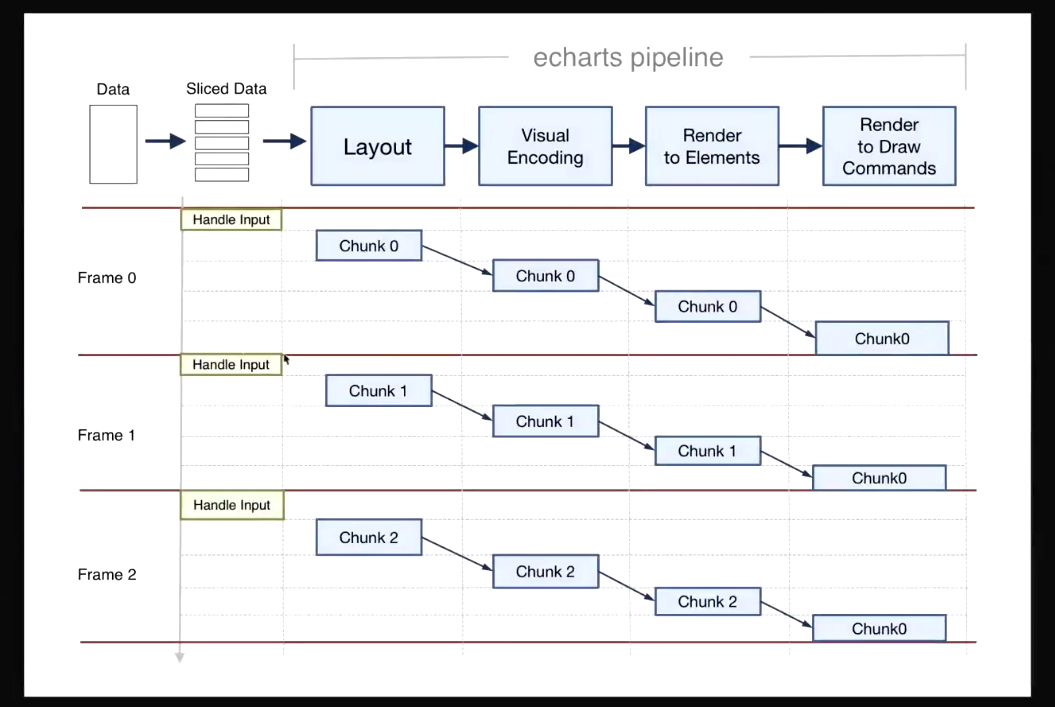 echarts pipeline
Data
Sliced Data
Layout
Visual
Encoding
Render
to Elements
Render
to Draw
Commands
Handle Input
Frame 0
Chunk 0
Chunk 0
Chunk 0
Chunk0
Handle Input
Frame 1
Chunk 1
Chunk 1
Chunk 1
Chunk0
Handle Input
Frame 2
Chunk 2
Chunk 2
Chunk 2
Chunk0